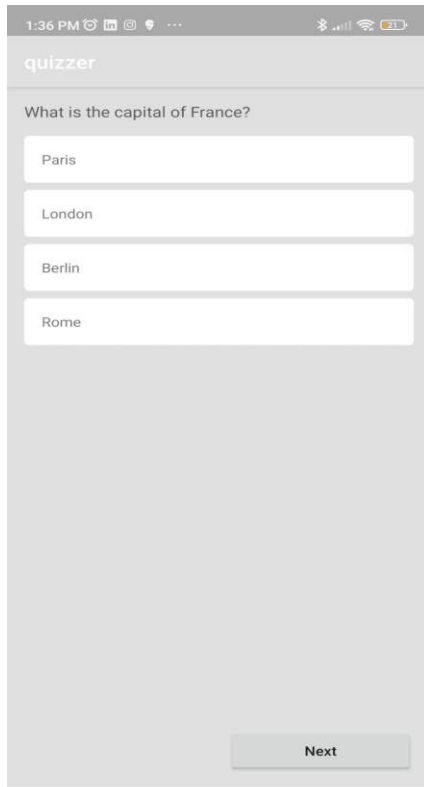 1:36 PM
quizzer
What is the capital of France?
Paris
London
Berlin
Rome
Next